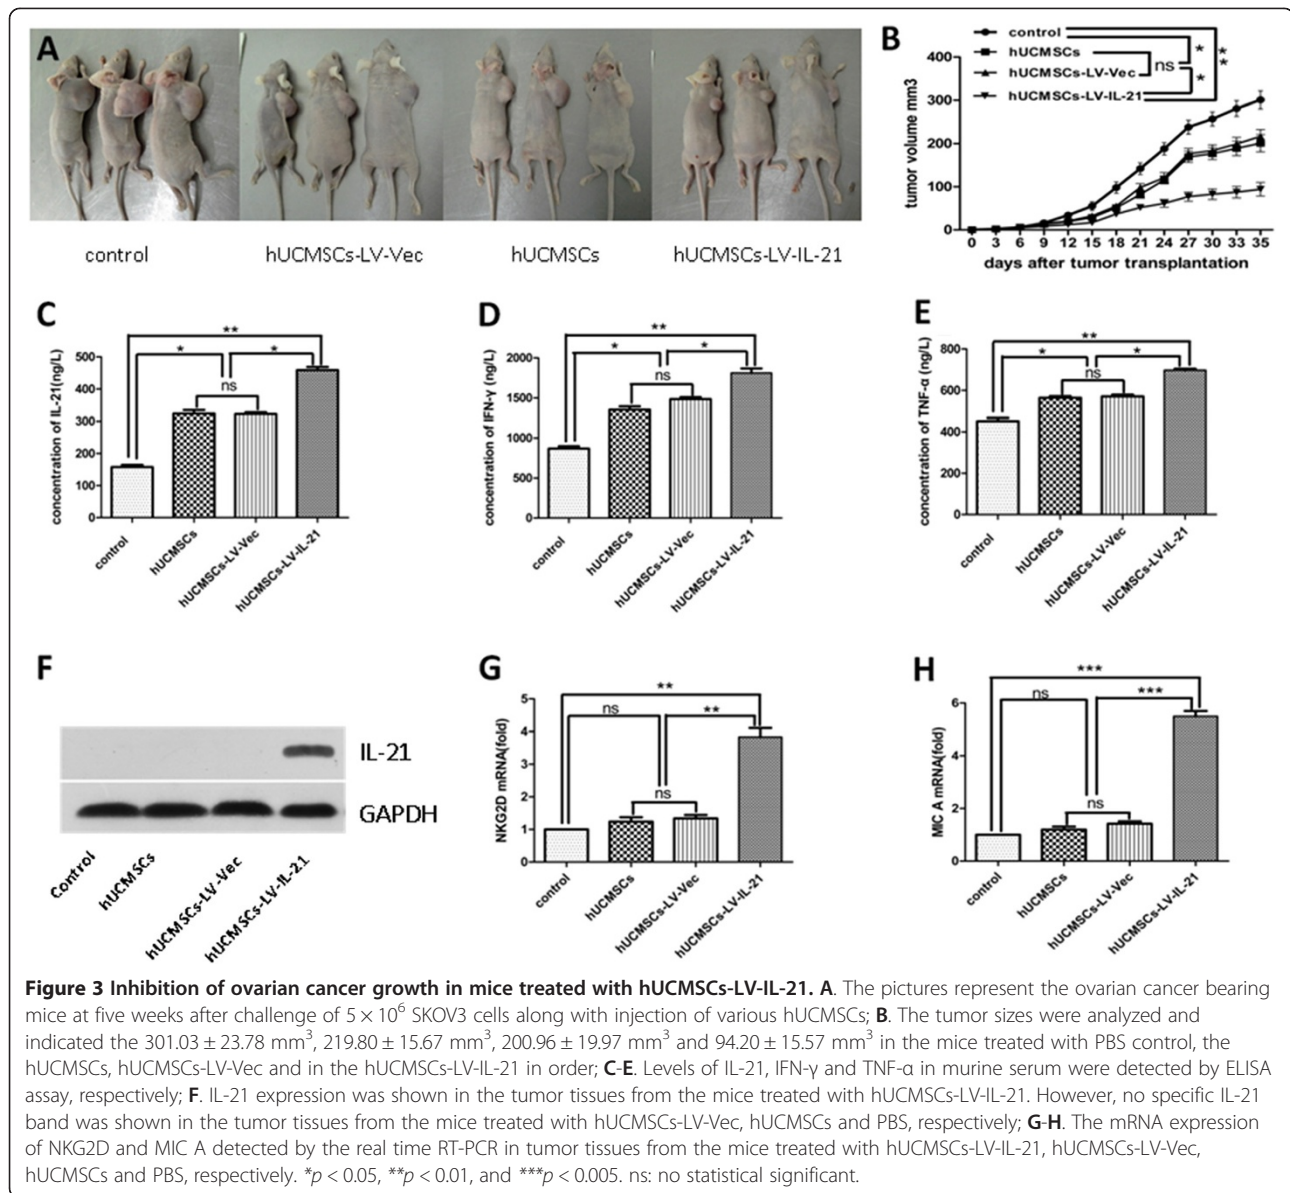 A
control
hUCMSCs-LV-Vec
hUCMSCs
hUCMSCs-LV-IL-21
B
control
hUCMSCs
hUCMSCs-LV-Vec
hUCMSCs-LV-IL-21
ns
*
*
*
*
tumor volume mm3
400
300
200
100
0
0 3 6 9 12 15 18 21 24 27 30 33 35
days after tumor transplantation
C
concentration of IL-21(ng/L)
500
400
300
200
100
0
**
*
*
ns
control
hUCMSCs
hUCMSCs-LV-Vec
hUCMSCs-LV-IL-21
D
concentration of IFN-γ (ng/L)
2000
1500
1000
500
0
**
*
*
ns
control
hUCMSCs
hUCMSCs-LV-Vec
hUCMSCs-LV-IL-21
E
concentration of TNF-α (ng/L)
800
600
400
200
0
**
*
*
ns
control
hUCMSCs
hUCMSCs-LV-Vec
hUCMSCs-LV-IL-21
F
IL-21
GAPDH
Control
hUCMSCs
hUCMSCs-LV-Vec
hUCMSCs-LV-IL-21
G
NKG2D mRNA(fold)
5
4
3
2
1
0
**
ns
**
ns
control
hUCMSCs
hUCMSCs-LV-Vec
hUCMSCs-LV-IL-21
H
MIC A mRNA(fold)
6
4
2
0
***
ns
***
ns
control
hUCMSCs
hUCMSCs-LV-Vec
hUCMSCs-LV-IL-21
Figure 3 Inhibition of ovarian cancer growth in mice treated with hUCMSCs-LV-IL-21. A. The pictures represent the ovarian cancer bearing
mice at five weeks after challenge of 5 × 10⁶ SKOV3 cells along with injection of various hUCMSCs; B. The tumor sizes were analyzed and
indicated the 301.03 ± 23.78 mm³, 219.80 ± 15.67 mm³, 200.96 ± 19.97 mm³ and 94.20 ± 15.57 mm³ in the mice treated with PBS control, the
hUCMSCs, hUCMSCs-LV-Vec and in the hUCMSCs-LV-IL-21 in order; C-E. Levels of IL-21, IFN-γ and TNF-α in murine serum were detected by ELISA
assay, respectively; F. IL-21 expression was shown in the tumor tissues from the mice treated with hUCMSCs-LV-IL-21. However, no specific IL-21
band was shown in the tumor tissues from the mice treated with hUCMSCs-LV-Vec, hUCMSCs and PBS, respectively; G-H. The mRNA expression
of NKG2D and MIC A detected by the real time RT-PCR in tumor tissues from the mice treated with hUCMSCs-LV-IL-21, hUCMSCs-LV-Vec,
hUCMSCs and PBS, respectively. *p < 0.05, **p < 0.01, and ***p < 0.005. ns: no statistical significant.